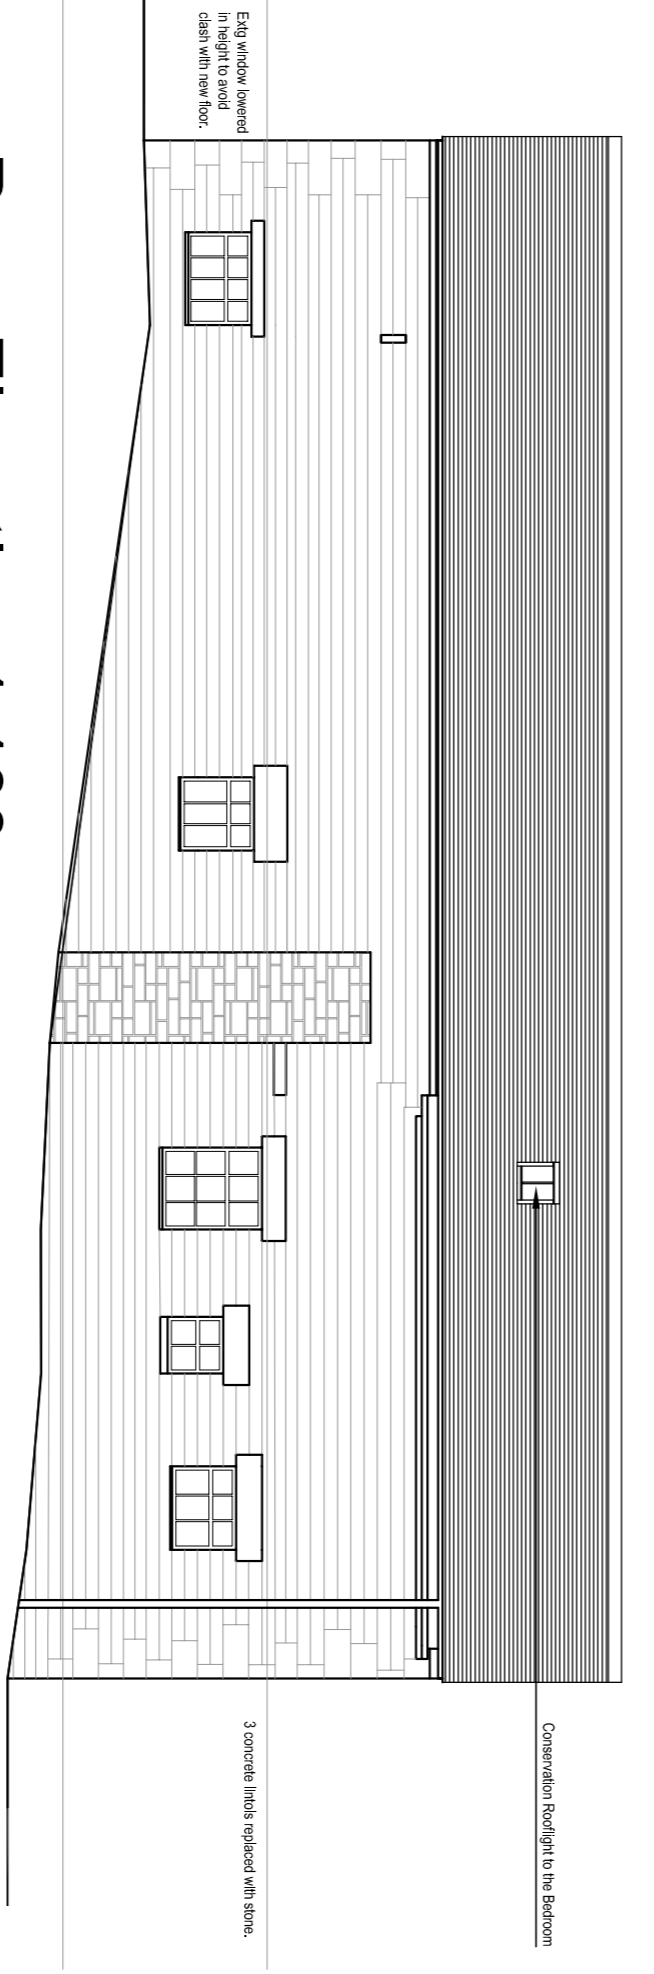 Extg window lowered
in height to avoid
clash with new floor.
Conservation Rooflight to the Bedroom
3 concrete lintols replaced with stone.